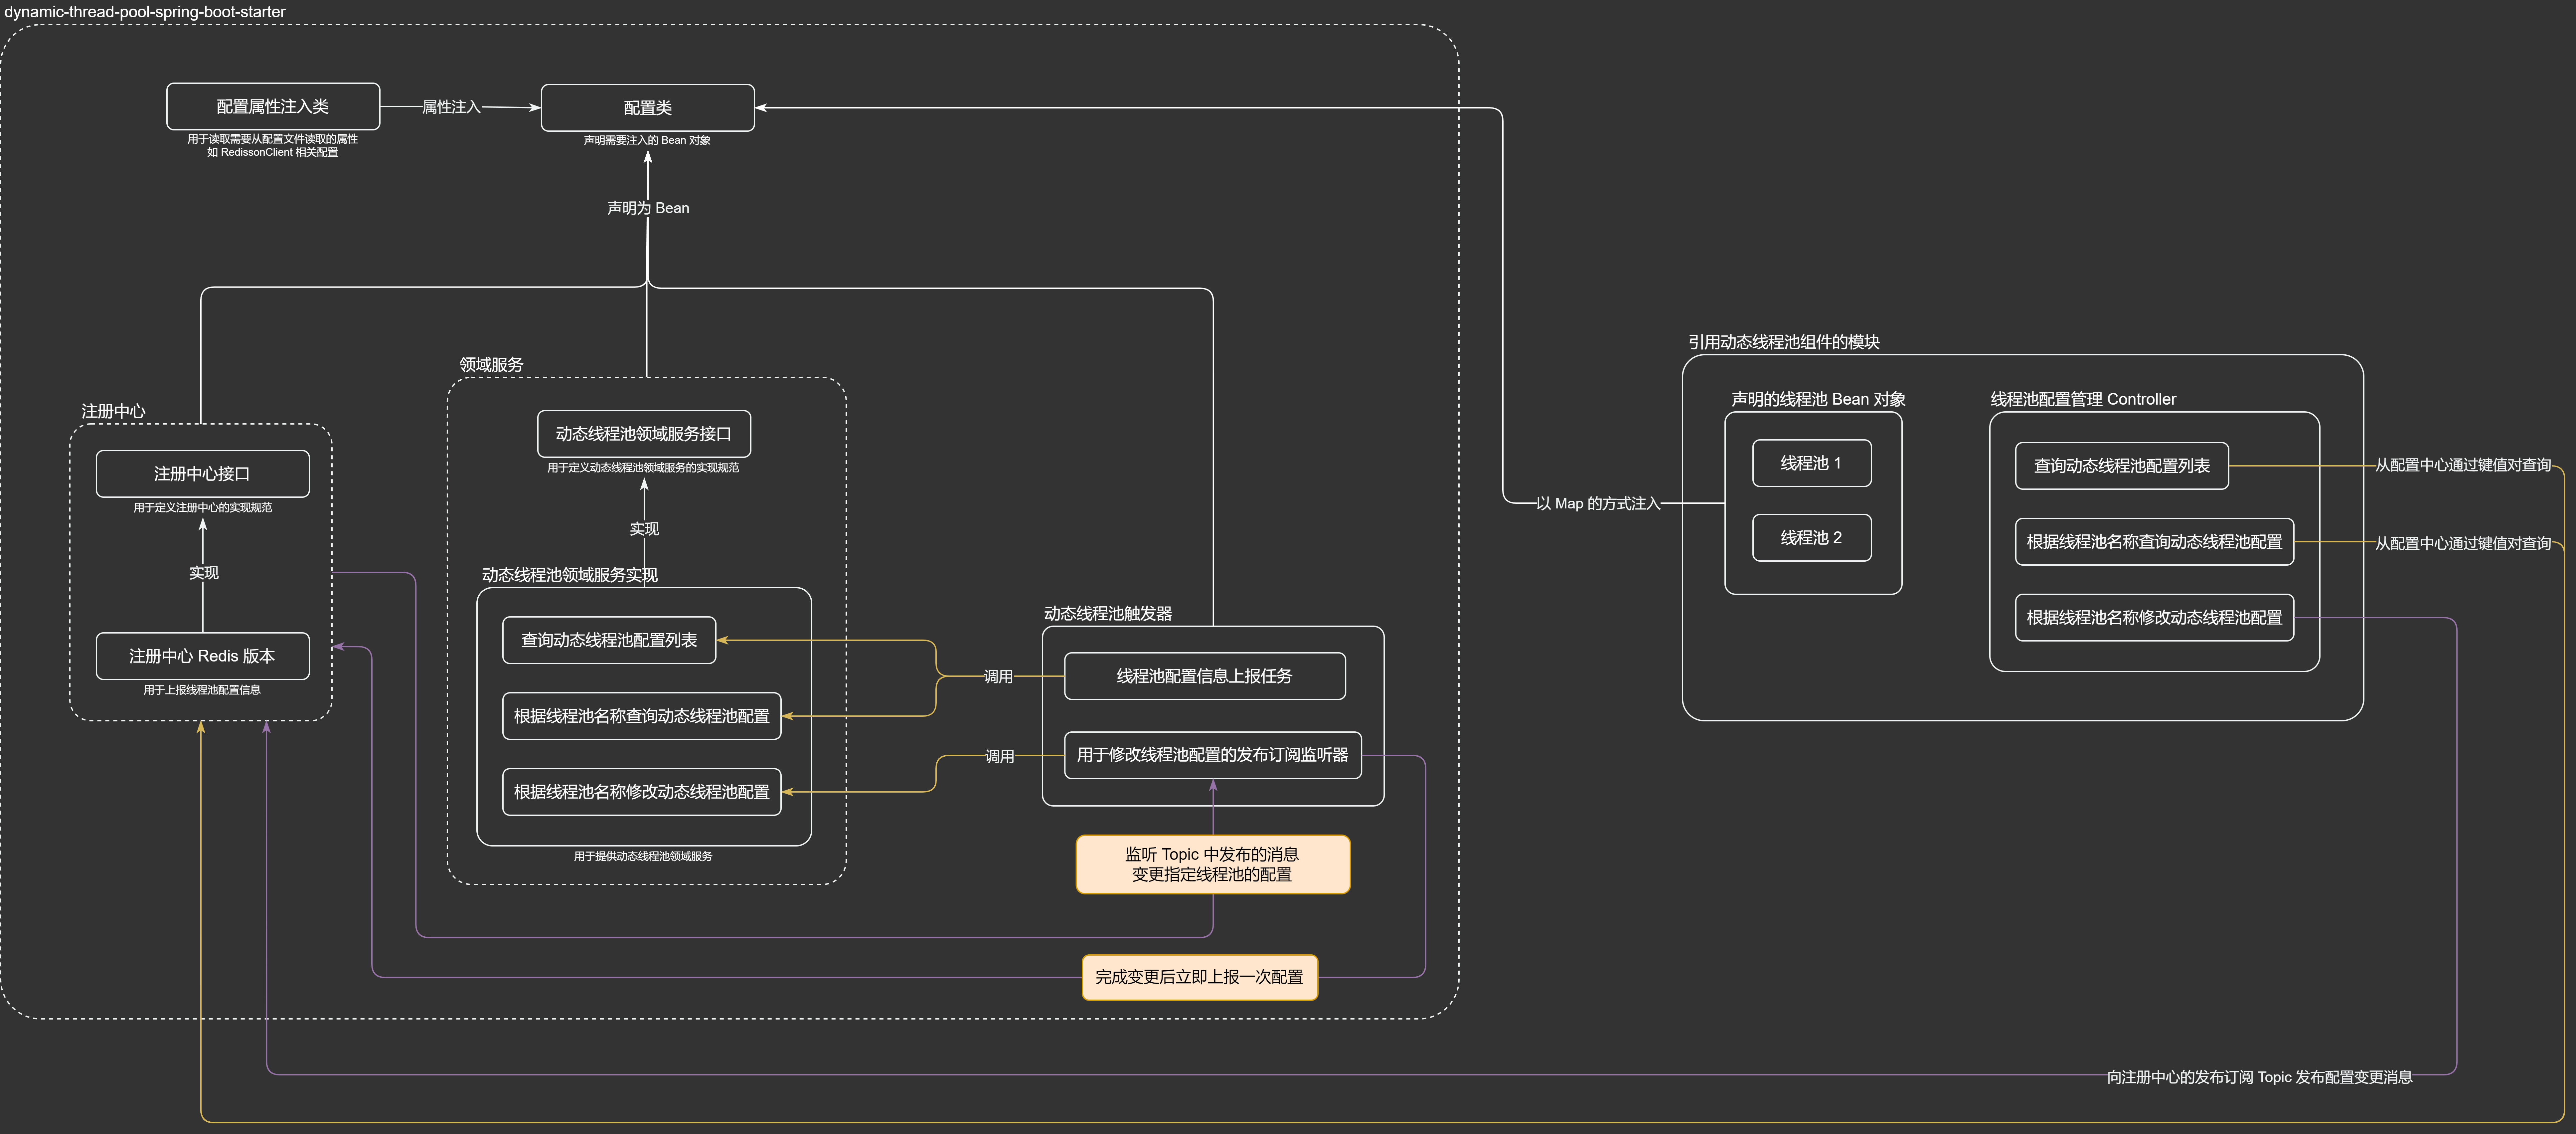 dynamic-thread-pool-spring-boot-starter
配置属性注入类
用于读取需要从配置文件读取的属性
如 RedissonClient 相关配置
属性注入
配置类
声明需要注入的 Bean 对象
声明为 Bean
注册中心
注册中心接口
用于定义注册中心的实现规范
实现
注册中心 Redis 版本
用于上报线程池配置信息
领域服务
动态线程池领域服务接口
用于定义动态线程池领域服务的实现规范
实现
动态线程池领域服务实现
查询动态线程池配置列表
根据线程池名称查询动态线程池配置
根据线程池名称修改动态线程池配置
用于提供动态线程池领域服务
调用
调用
动态线程池触发器
线程池配置信息上报任务
用于修改线程池配置的发布订阅监听器
监听 Topic 中发布的消息
变更指定线程池的配置
完成变更后立即上报一次配置
以 Map 的方式注入
引用动态线程池组件的模块
声明的线程池 Bean 对象
线程池 1
线程池 2
线程池配置管理 Controller
查询动态线程池配置列表
根据线程池名称查询动态线程池配置
根据线程池名称修改动态线程池配置
从配置中心通过键值对查询
从配置中心通过键值对查询
向注册中心的发布订阅 Topic 发布配置变更消息